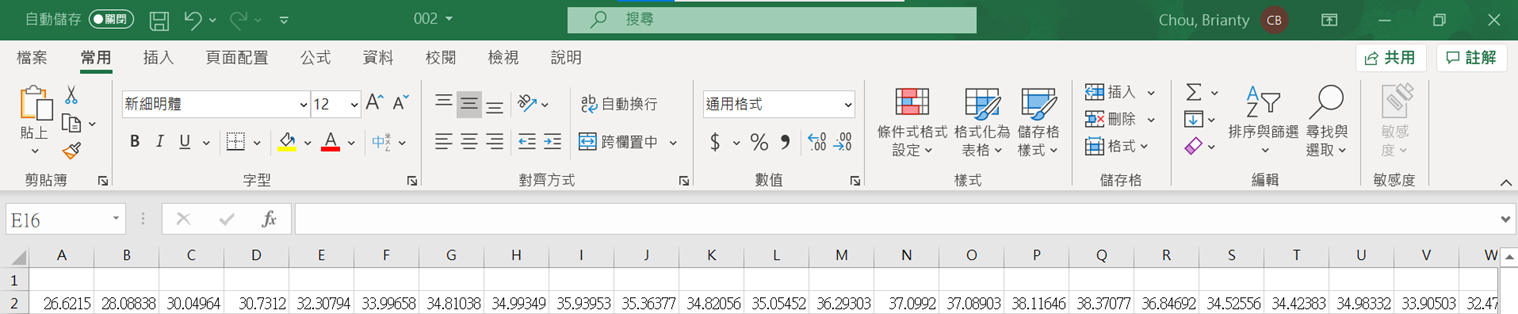 自動儲存 關閉 002 搜尋 Chou, Brianty CB
檔案 常用 插入 頁面配置 公式 資料 校閱 檢視 說明 共用 註解
貼上 新細明體 12 A A B I U A 中 ab 自動換行 跨欄置中 通用格式 $ % 條件式格式設定 格式化為表格 儲存格樣式 插入 刪除 格式 Σ 排序與篩選 尋找與選取 敏感度
剪貼簿 字型 對齊方式 數值 樣式 儲存格 編輯 敏感度
E16 fx
A B C D E F G H I J K L M N O P Q R S T U V W
1
2 26.6215 28.08838 30.04964 30.7312 32.30794 33.99658 34.81038 34.99349 35.93953 35.36377 34.82056 35.05452 36.29303 37.0992 37.08903 38.11646 38.37077 36.84692 34.52556 34.42383 34.98332 33.90503 32.47